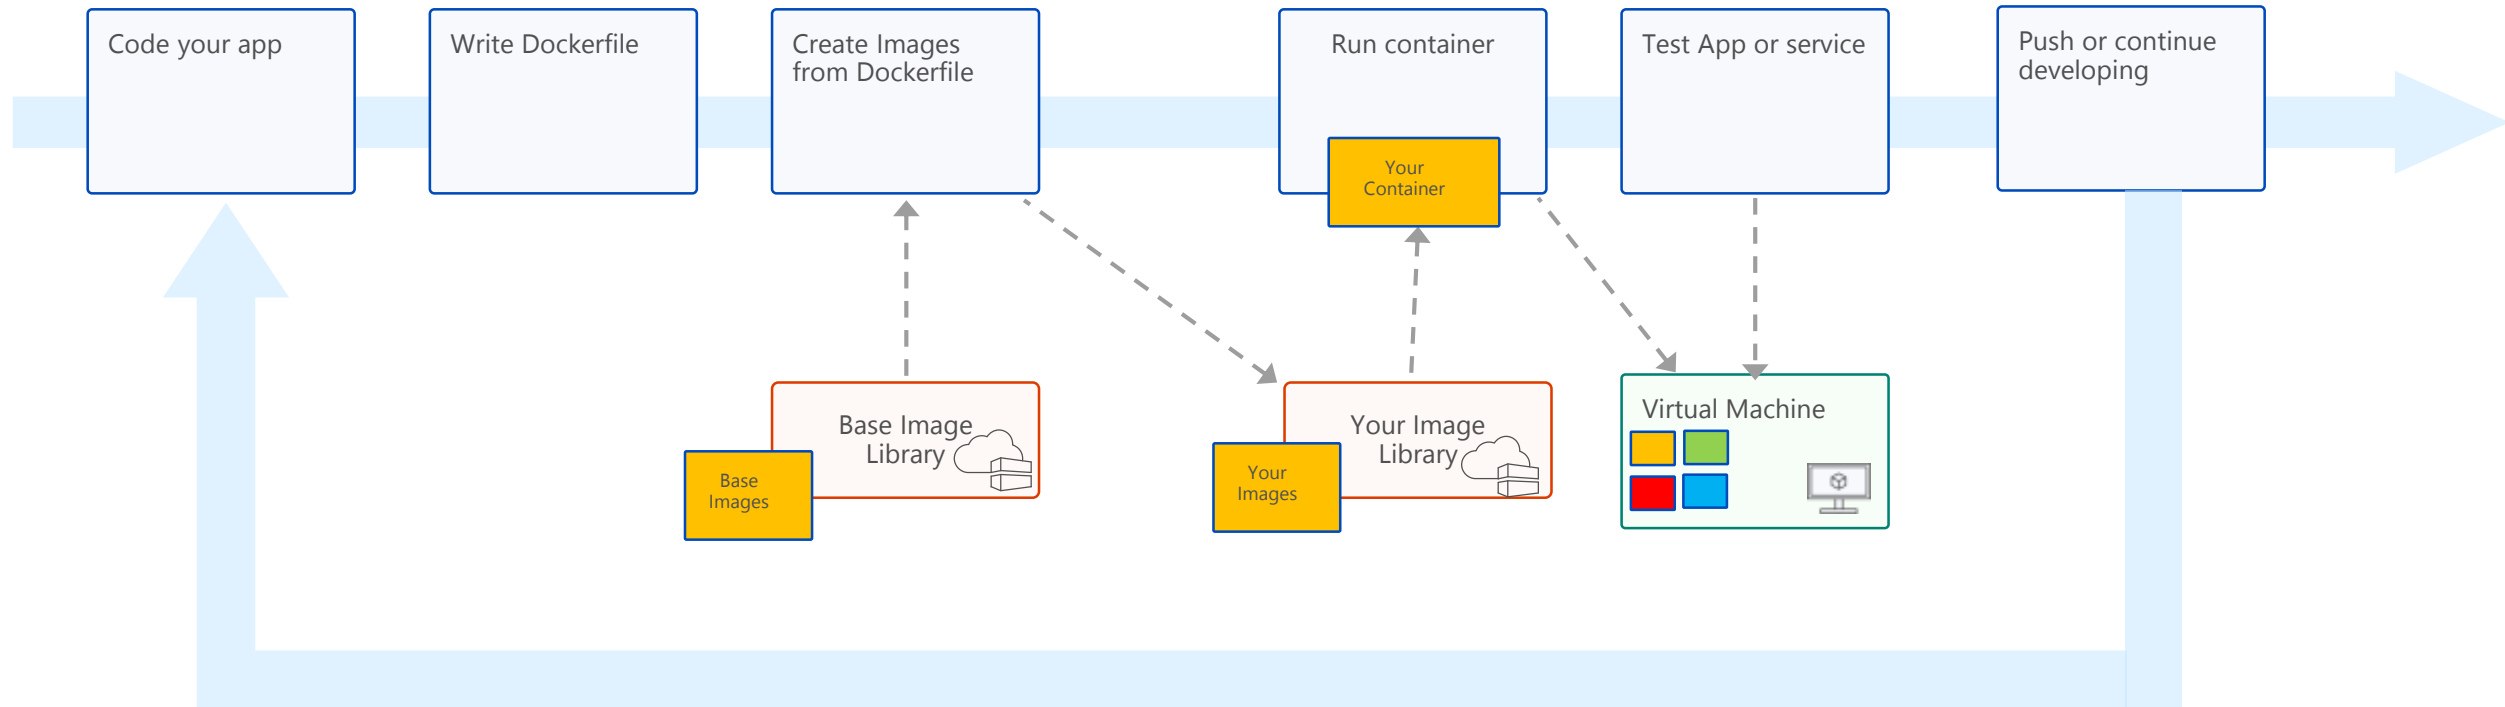 Code your app
Write Dockerfile
Create Images
from Dockerfile
Run container
Test App or service
Push or continue
developing
Your
Container
Base Image
Library
Base
Images
Your Image
Library
Your
Images
Virtual Machine